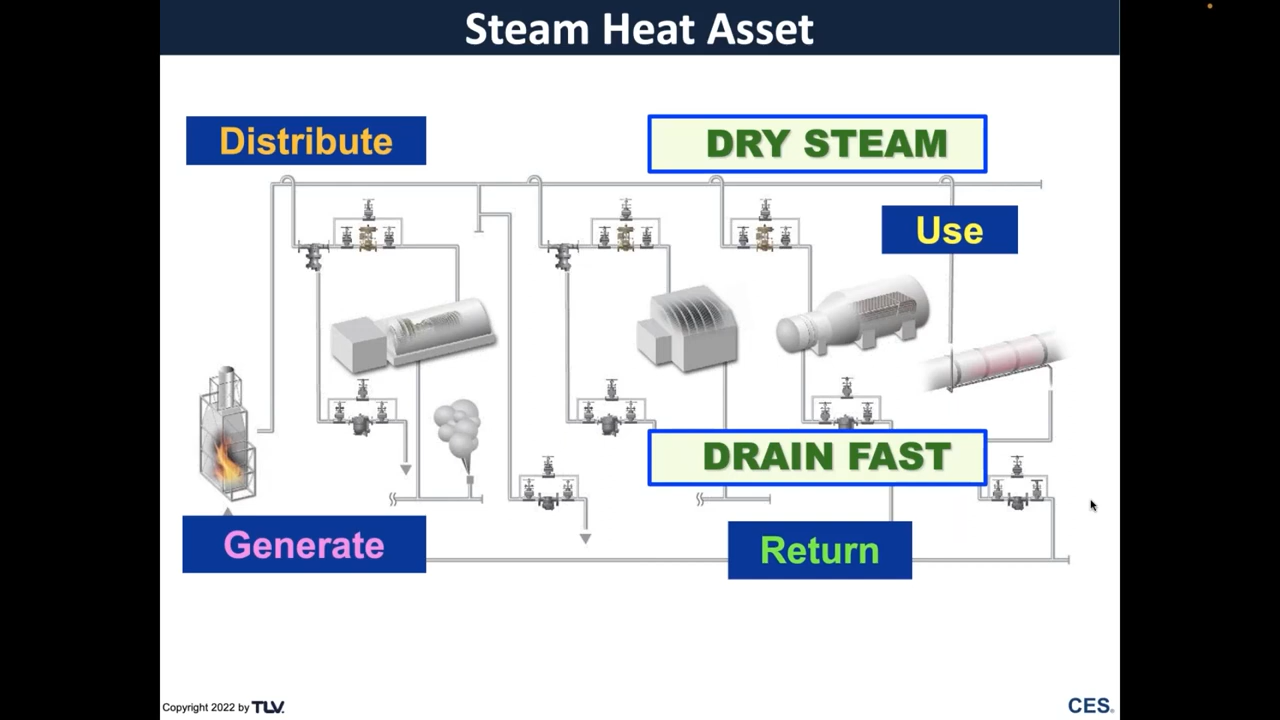 Steam Heat Asset
Distribute
DRY STEAM
Use
DRAIN FAST
Generate
Return
Copyright 2022 by TLV.
CES®